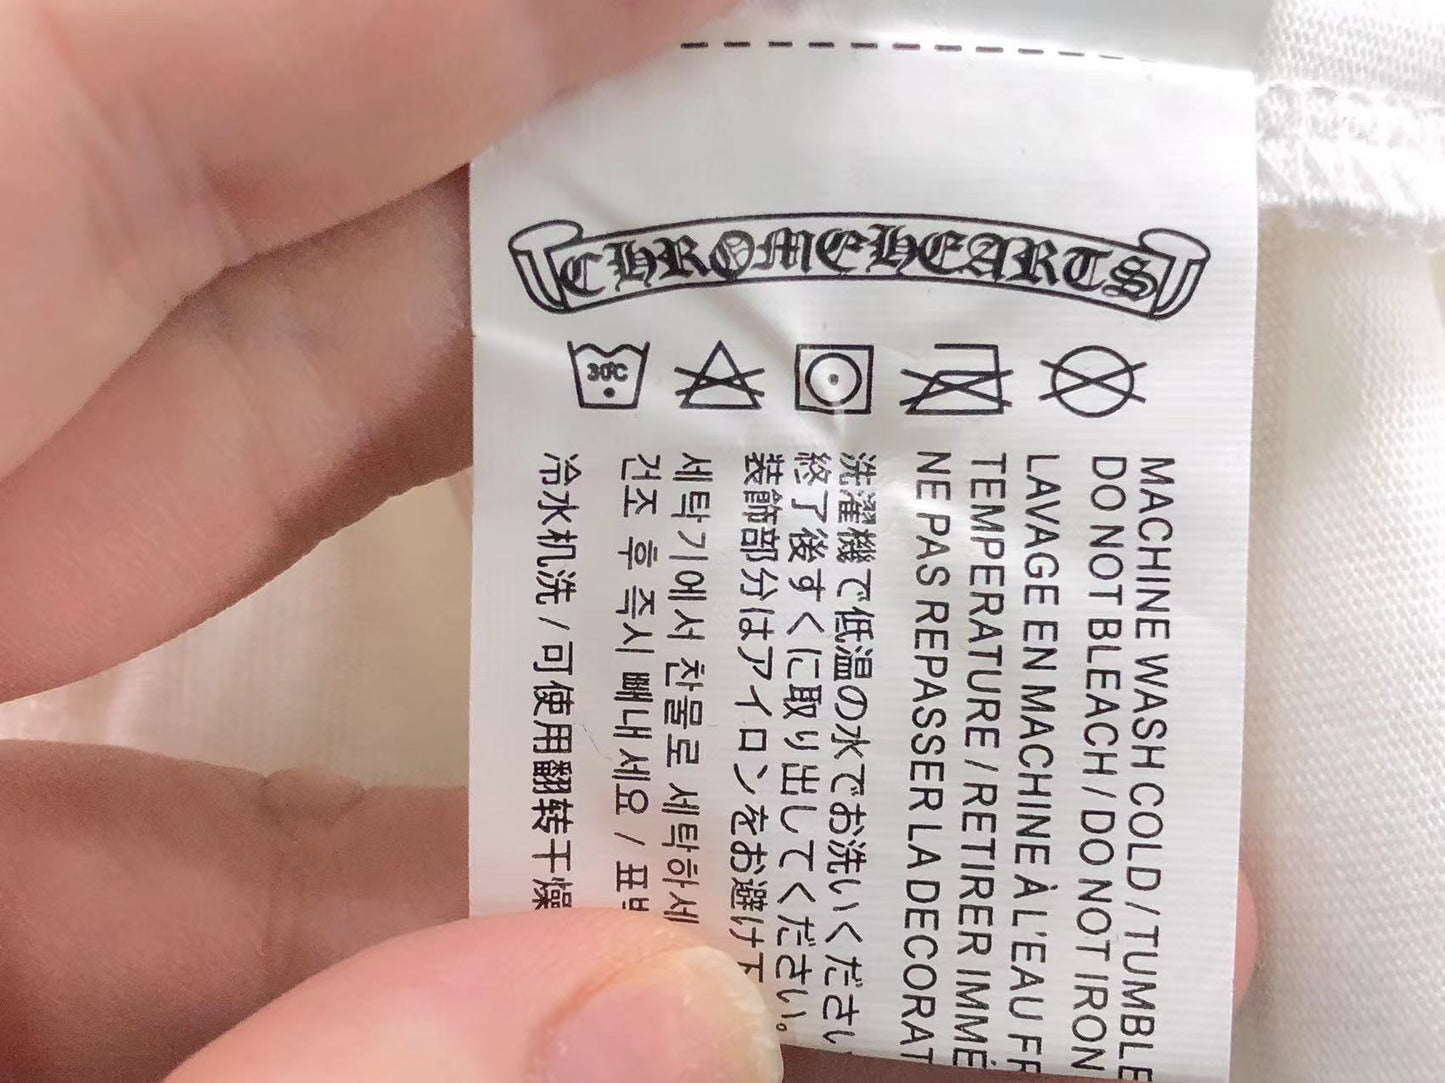 CHROMEHEARTS
30°C
MACHINE WASH COLD / TUMBLE
DO NOT BLEACH / DO NOT IRON
LAVAGE EN MACHINE À L'EAU FR
TEMPERATURE / RETIRER IMMÉ
NE PAS REPASSER LA DECORAT
洗濯機で低温の水でお洗いください
終了後すぐに取り出してください。
装飾部分はアイロンをお避け下
세탁기에서 찬물로 세탁하세
건조 후 즉시 빼내세요 / 표
冷水机洗 / 可使用翻转干燥